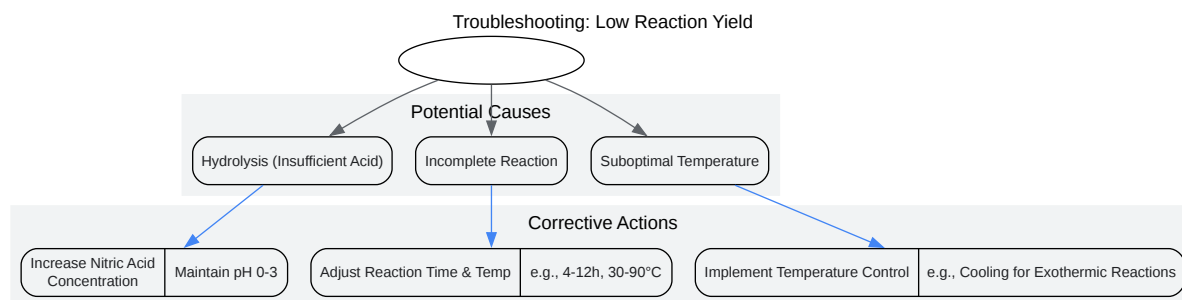 Troubleshooting: Low Reaction Yield
Potential Causes
Hydrolysis (Insufficient Acid)
Incomplete Reaction
Suboptimal Temperature
Corrective Actions
Increase Nitric Acid
Concentration
Maintain pH 0-3
Adjust Reaction Time & Temp
e.g., 4-12h, 30-90°C
Implement Temperature Control
e.g., Cooling for Exothermic Reactions